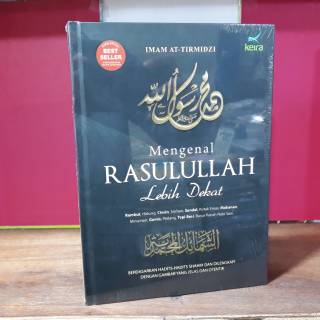 IMAM AT-TIRMIDZI
keira
BEST
SELLER
محمد رسول الله
Mengenal
RASULULLAH
Lebih Dekat
الشمائل المحمدية
BERDASARKAN HADITS-HADITS SHAHIH DAN DILENGKAPI
DENGAN GAMBAR YANG JELAS DAN OTENTIK